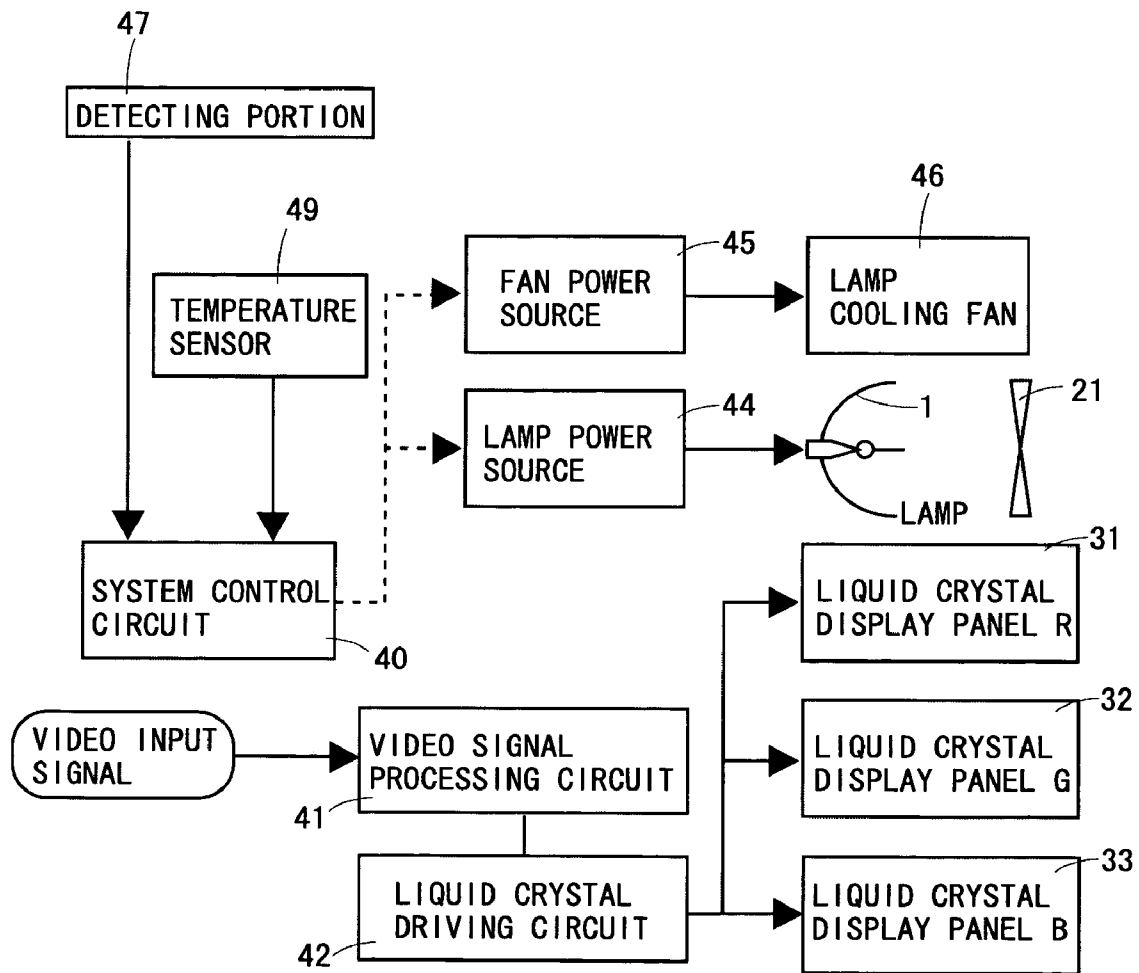 47
DETECTING PORTION
49
TEMPERATURE
SENSOR
45
FAN POWER
SOURCE
46
LAMP
COOLING FAN
44
LAMP POWER
SOURCE
1
21
LAMP
SYSTEM CONTROL
CIRCUIT
40
31
LIQUID CRYSTAL
DISPLAY PANEL R
VIDEO INPUT
SIGNAL
VIDEO SIGNAL
PROCESSING CIRCUIT
41
32
LIQUID CRYSTAL
DISPLAY PANEL G
LIQUID CRYSTAL
DRIVING CIRCUIT
42
33
LIQUID CRYSTAL
DISPLAY PANEL B